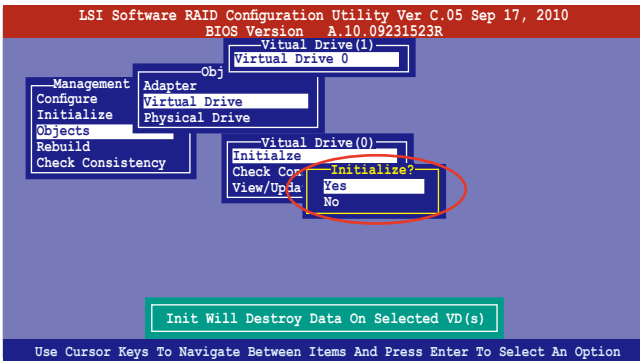 LSI Software RAID Configuration Utility Ver C.05 Sep 17, 2010
BIOS Version A.10.09231523R
Vitual Drive(1)
Virtual Drive 0
Obj
Adapter
Virtual Drive
Physical Drive
Management
Configure
Initialize
Objects
Rebuild
Check Consistency
Vitual Drive(0)
Initialze
Check Con
View/Upda
Initialize?
Yes
No
Init Will Destroy Data On Selected VD(s)
Use Cursor Keys To Navigate Between Items And Press Enter To Select An Option